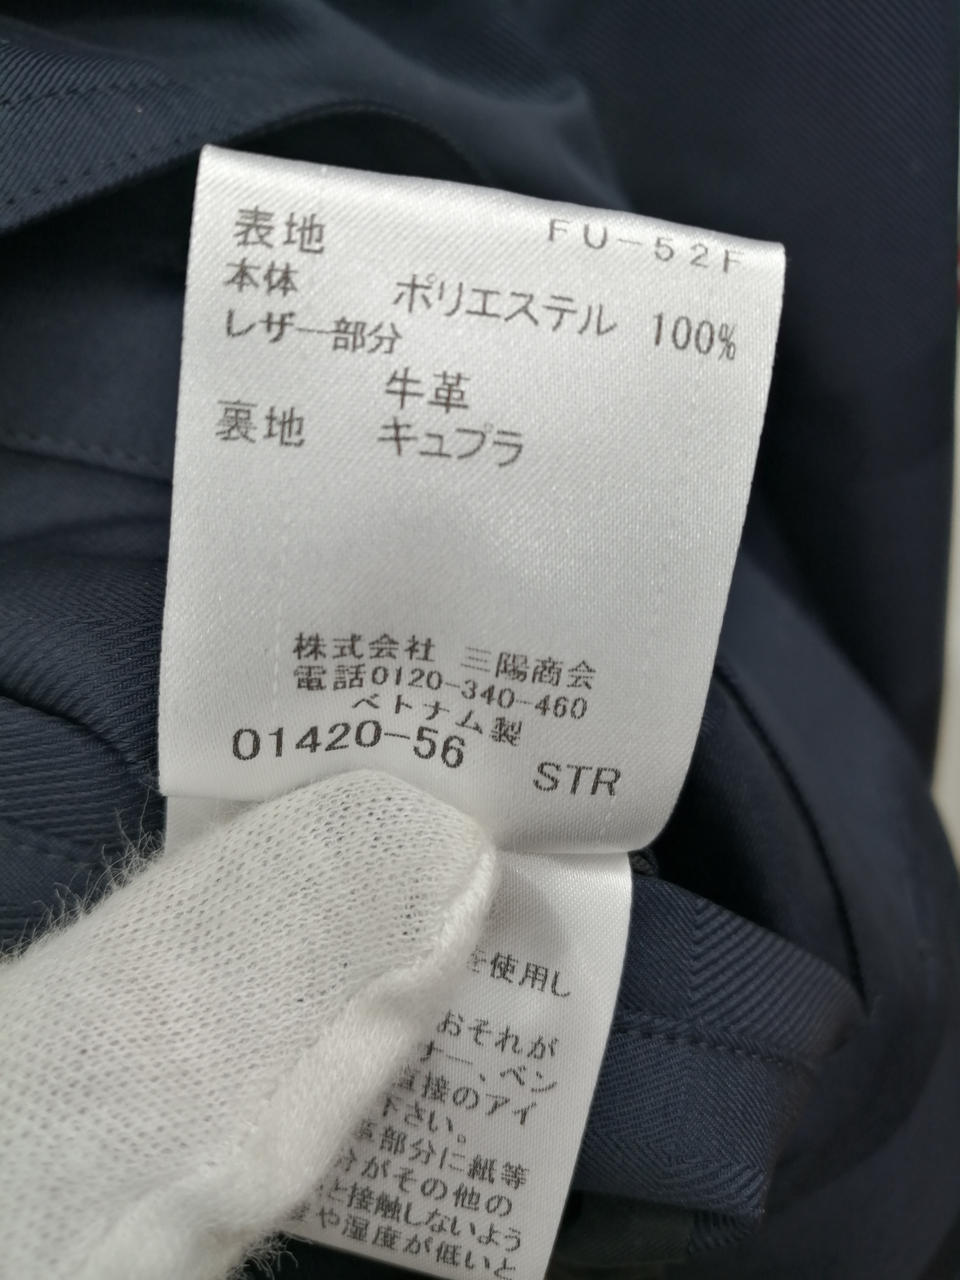 FU-52F
表地
本体 ポリエステル 100%
レザー部分
牛革
裏地 キュプラ
株式会社 三陽商会
電話0120-340-460
ベトナム製
01420-56 STR
を使用し
おそれが
ナー、ベン
直接のアイ
下さい。
革部分に紙等
分がその他の
と接触しないよう
や湿度が低いと